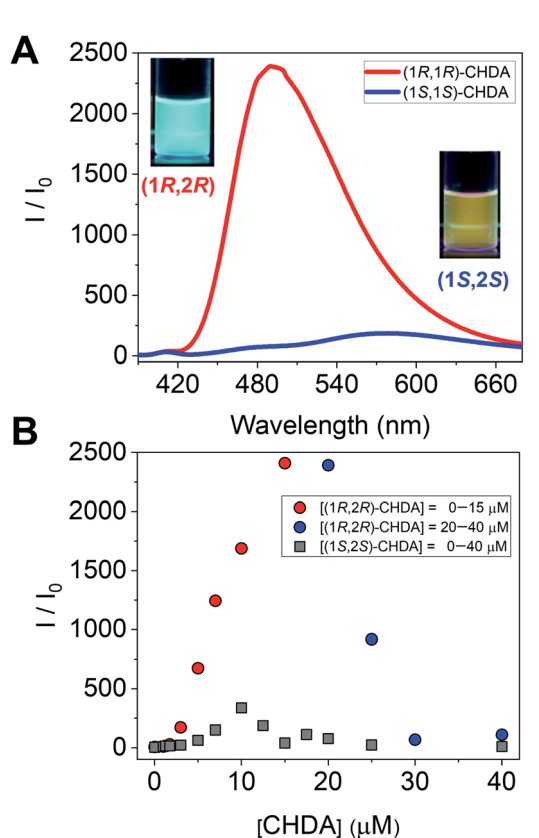 A
2500
2000
1500
1000
500
0
I / I₀
(1R,1R)-CHDA
(1S,1S)-CHDA
(1R,2R)
(1S,2S)
420 480 540 600 660
Wavelength (nm)
B
2500
2000
1500
1000
500
0
I / I₀
[(1R,2R)-CHDA] = 0–15 μM
[(1R,2R)-CHDA] = 20–40 μM
[(1S,2S)-CHDA] = 0–40 μM
0 10 20 30 40
[CHDA] (μM)